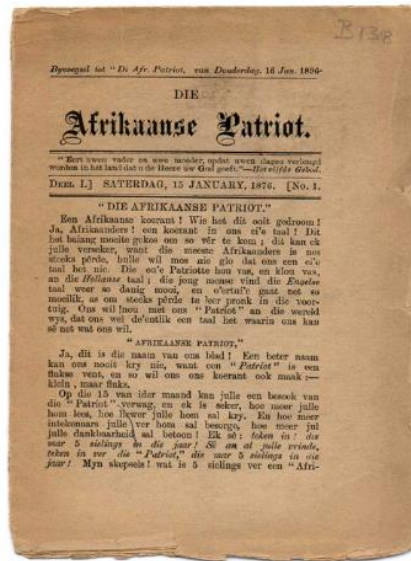 B 138
Byvoegsel tot "Di Afr. Patriot, van Donderdag, 16 Jan. 1896·
DIE
Afrikaanse Patriot.
"Eert uwen vader en uwe moeder, opdat uwen dagen verlengd
worden in het land dat u de Heere uw God geeft."—Het vijfde Gebod.
DEEL I.] SATERDAG, 15 JANUARY, 1876. [No. 1.
"DIE AFRIKAANSE PATRIOT."
Een Afrikaanse koerant! Wie het dit ooit gedroom!
Ja, Afrikaanders! een koerant in ons ei'e taal! Dit
het baiang moeite gekos om so vêr te kom; dit kan ek
julle verseker, want die meeste Afrikaanders is nes
steeks pêrde, hulle wil mos nie glo dat ons een ei'e
taal het nie. Die ou'e Patriotte hou vas, en klou vas,
an die Hollanse taal; die jong mense vind die Engelse
taal weer so danig mooi, en e'ertui'e gaat net so
moeilik, as om steeks pêrde te leer pronk in die voor-
tuig. Ons wil nou met ons "Patriot" an die wereld
wys, dat ons wel de'entlik een taal het waarin ons kan
sê net wat ons wil.
"AFRIKAANSE PATRIOT,"
Ja, dit is die naam van ons blad! Een beter naam
kan ons nooit kry nie, want een "Patriot" is een
flukse vent, en so wil ons ons koerant ook maak:—
klein, maar fluks.
Op die 15 van ider maand kan julle een besoek van
die "Patriot" verwag, en ek is seker, hoe meer julle
hom lees, hoe liewer julle hom sal kry. En hoe meer
intekenaars julle ver hom sal besorge, hoe meer jul
julle dankbaarheid sal betoon! Ek sê: teken in! dis
mar 5 sielings in die jaar! Sê an al julle vrinde,
teken in ver die "Patriot," dis mar 5 sielings in die
jaar! Myn skepsels! wat is 5 sielings ver een "Afri-